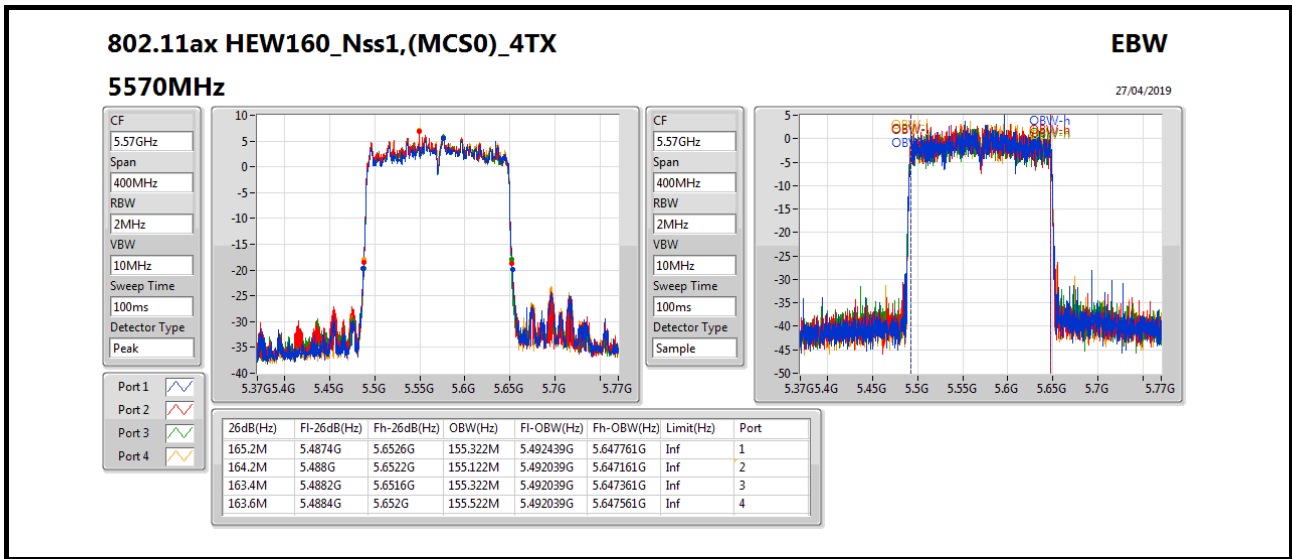 802.11ax HEW160_Nss1,(MCS0)_4TX
EBW
5570MHz
27/04/2019
CF
5.57GHz
Span
400MHz
RBW
2MHz
VBW
10MHz
Sweep Time
100ms
Detector Type
Peak
10
5
0
-5
-10
-15
-20
-25
-30
-35
-40
5.37G 5.4G 5.45G 5.5G 5.55G 5.6G 5.65G 5.7G 5.77G
CF
5.57GHz
Span
400MHz
RBW
2MHz
VBW
10MHz
Sweep Time
100ms
Detector Type
Sample
OBW-h
5
0
-5
-10
-15
-20
-25
-30
-35
-40
-45
-50
5.37G 5.4G 5.45G 5.5G 5.55G 5.6G 5.65G 5.7G 5.77G
Port 1
Port 2
Port 3
Port 4
26dB(Hz) Fl-26dB(Hz) Fh-26dB(Hz) OBW(Hz) Fl-OBW(Hz) Fh-OBW(Hz) Limit(Hz) Port
165.2M 5.4874G 5.6526G 155.322M 5.492439G 5.647761G Inf 1
164.2M 5.488G 5.6522G 155.122M 5.492039G 5.647161G Inf 2
163.4M 5.4882G 5.6516G 155.322M 5.492039G 5.647361G Inf 3
163.6M 5.4884G 5.652G 155.522M 5.492039G 5.647561G Inf 4